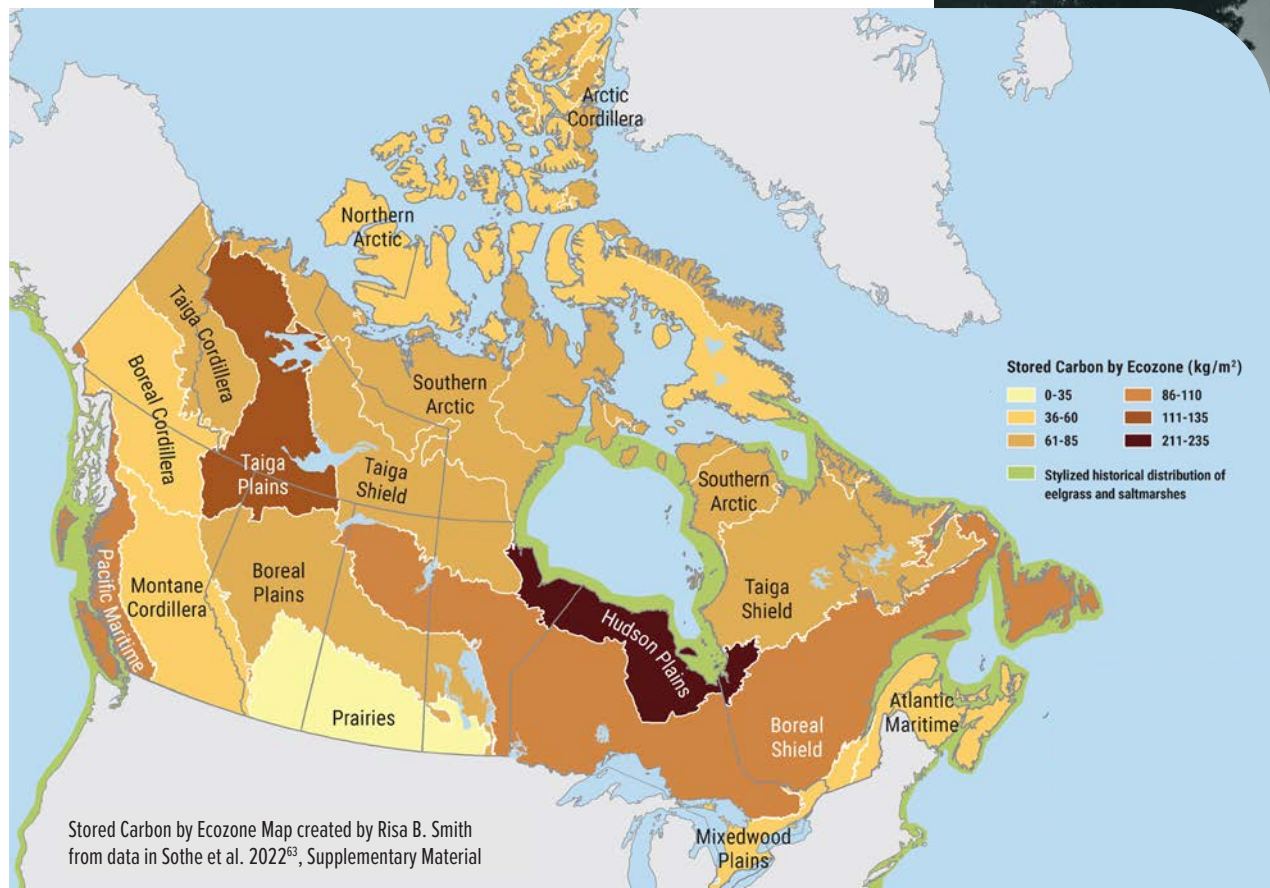 Arctic
Cordillera
Northern
Arctic
Taiga Cordillera
Boreal Cordillera
Southern
Arctic
Taiga
Plains
Taiga
Shield
Southern
Arctic
Stored Carbon by Ecozone (kg/m²)
0-35
86-110
36-60
111-135
61-85
211-235
Stylized historical distribution of
eelgrass and saltmarshes
Pacific Maritime
Montane
Cordillera
Boreal
Plains
Hudson Plains
Taiga
Shield
Prairies
Boreal
Shield
Atlantic
Maritime
Mixedwood
Plains
Stored Carbon by Ecozone Map created by Risa B. Smith
from data in Sothe et al. 2022⁶³, Supplementary Material